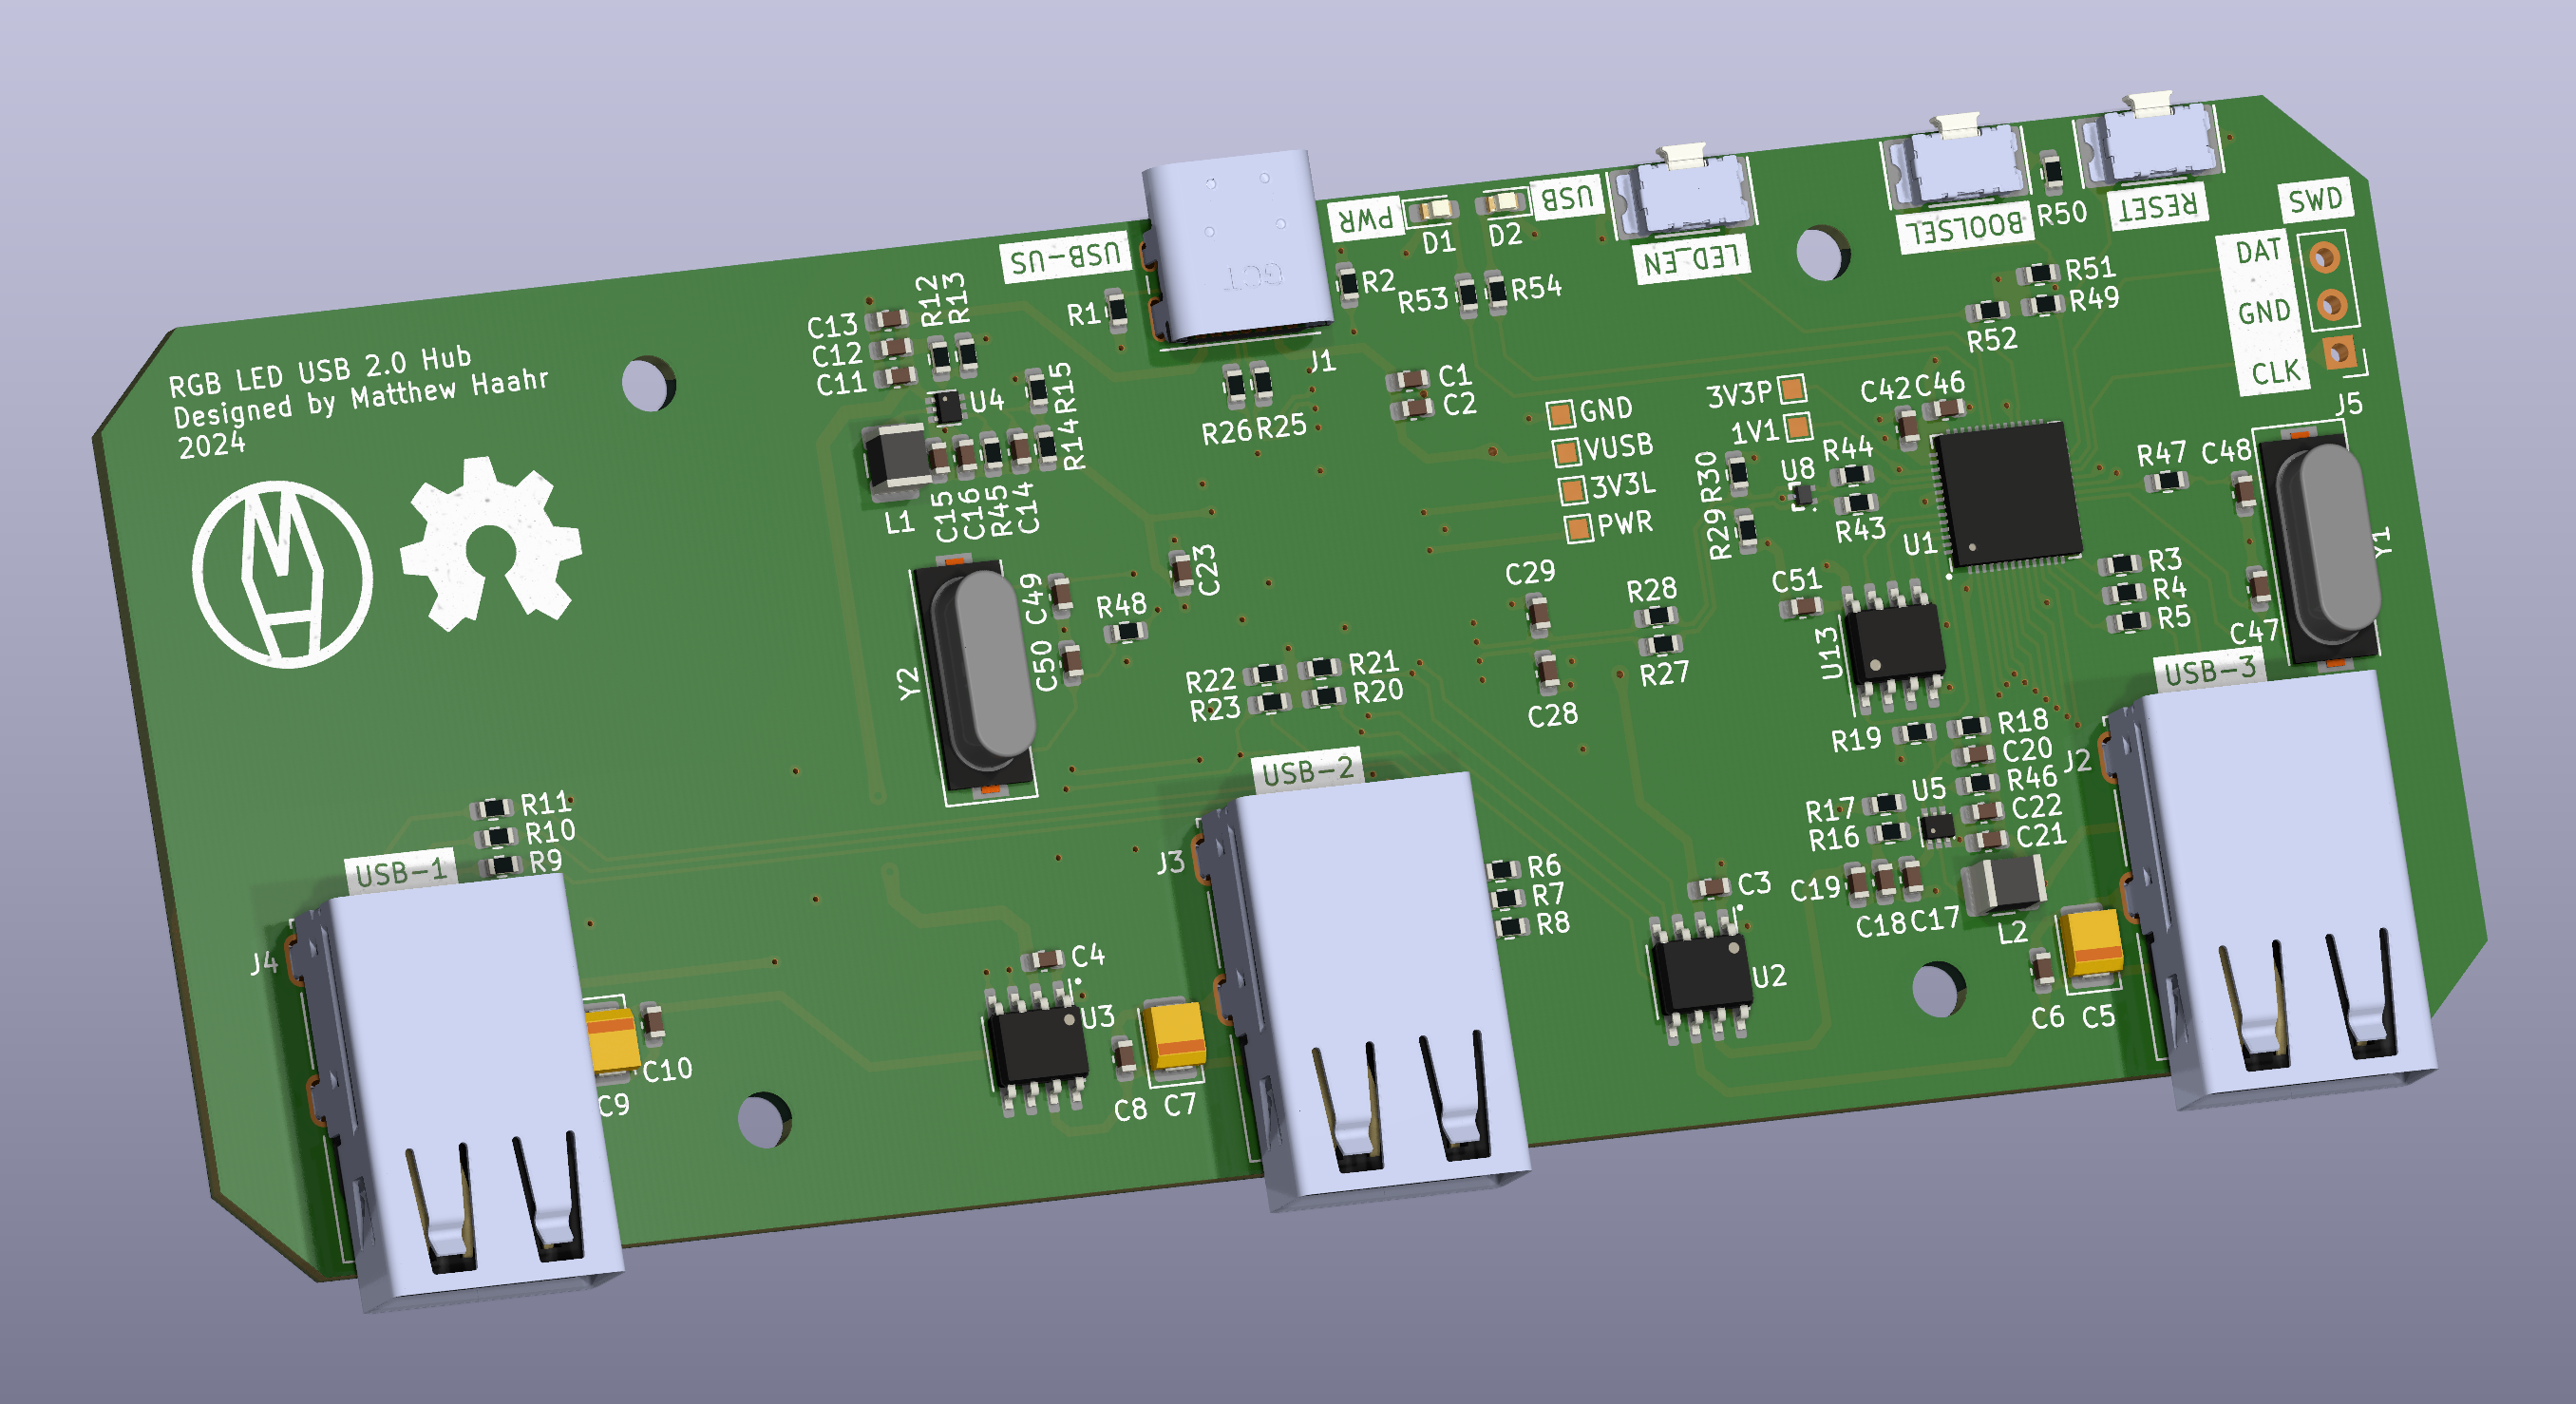 RESET
BOOLSEL
R50
SWD
USB
LED_EN
PWR
D1
D2
USB-US
DAT
GND
CLK
J5
R51
R49
R52
R2
R53
R54
R1
J1
R12
R13
C13
C12
C11
U4
R15
R14
L1
C15
C16
R45
C14
R26
R25
C1
C2
GND
VUSB
3V3L
PWR
3V3P
1V1
C42
C46
R44
U8
R43
R30
R29
U1
R47
C48
Y1
C47
R3
R4
R5
RGB LED USB 2.0 Hub
Designed by Matthew Haahr
2024
C23
C49
R48
C50
Y2
C29
C28
R28
R27
C51
U13
R22
R23
R21
R20
R19
R18
C20
R46
C22
C21
U5
R17
R16
C19
C18
C17
L2
J2
USB-3
C6
C5
USB-2
J3
R6
R7
R8
C3
U2
R11
R10
R9
USB-1
J4
C4
U3
C8
C7
C10
C9
GCT